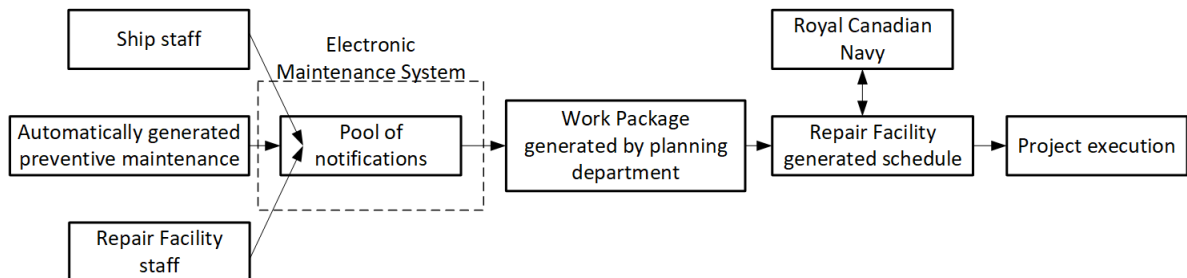 Ship staff
Electronic
Maintenance System
Royal Canadian
Navy
Automatically generated
preventive maintenance
Pool of
notifications
Work Package
generated by planning
department
Repair Facility
generated schedule
Project execution
Repair Facility
staff